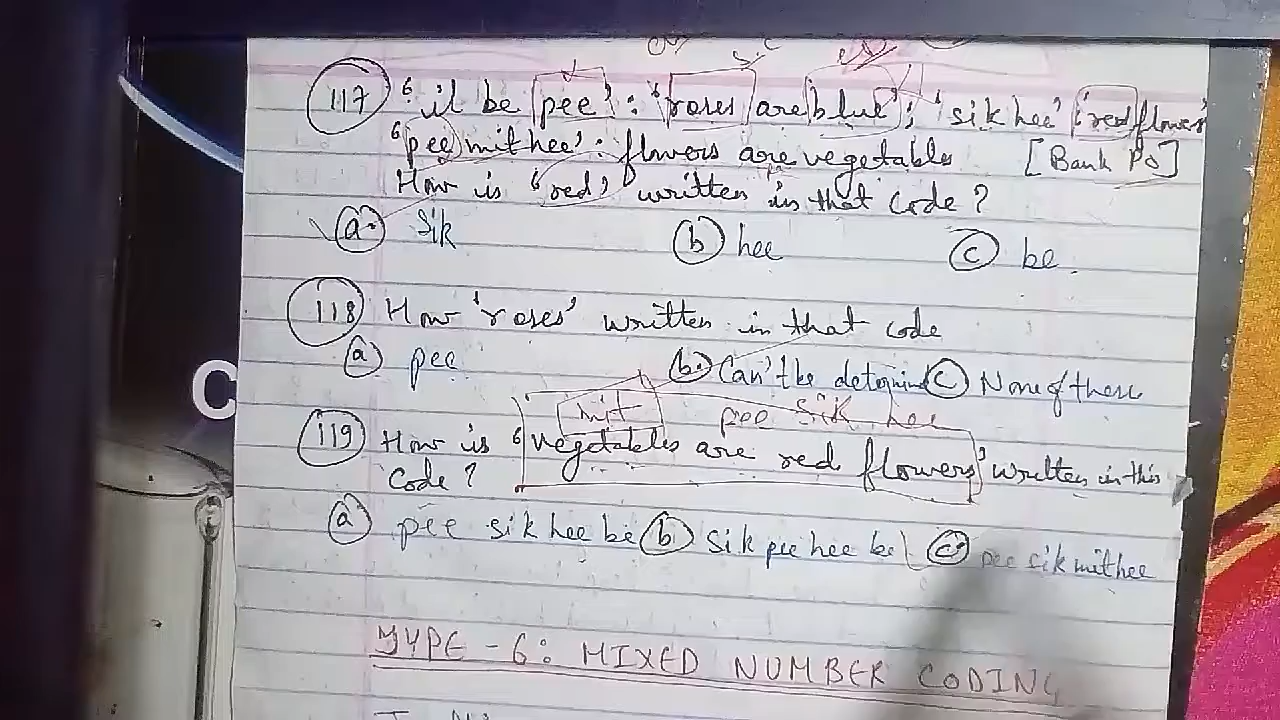 117 'il be pee' : 'roses are blue'; 'sik hee' 'red flowers'
'pee mit hee' : flowers are vegetables [Bank PO]
How is 'red' written in that code?
a. Sik b hee c be.
118 How 'roses' written in that code
a pee b. Can't be determined c None of these
mit pee sik hee
119 How is 'vegetables are red flowers' written in this
Code?
a pee sik hee be b Sik pee hee be c pee sik mit hee
TYPE - 6: MIXED NUMBER CODING
C